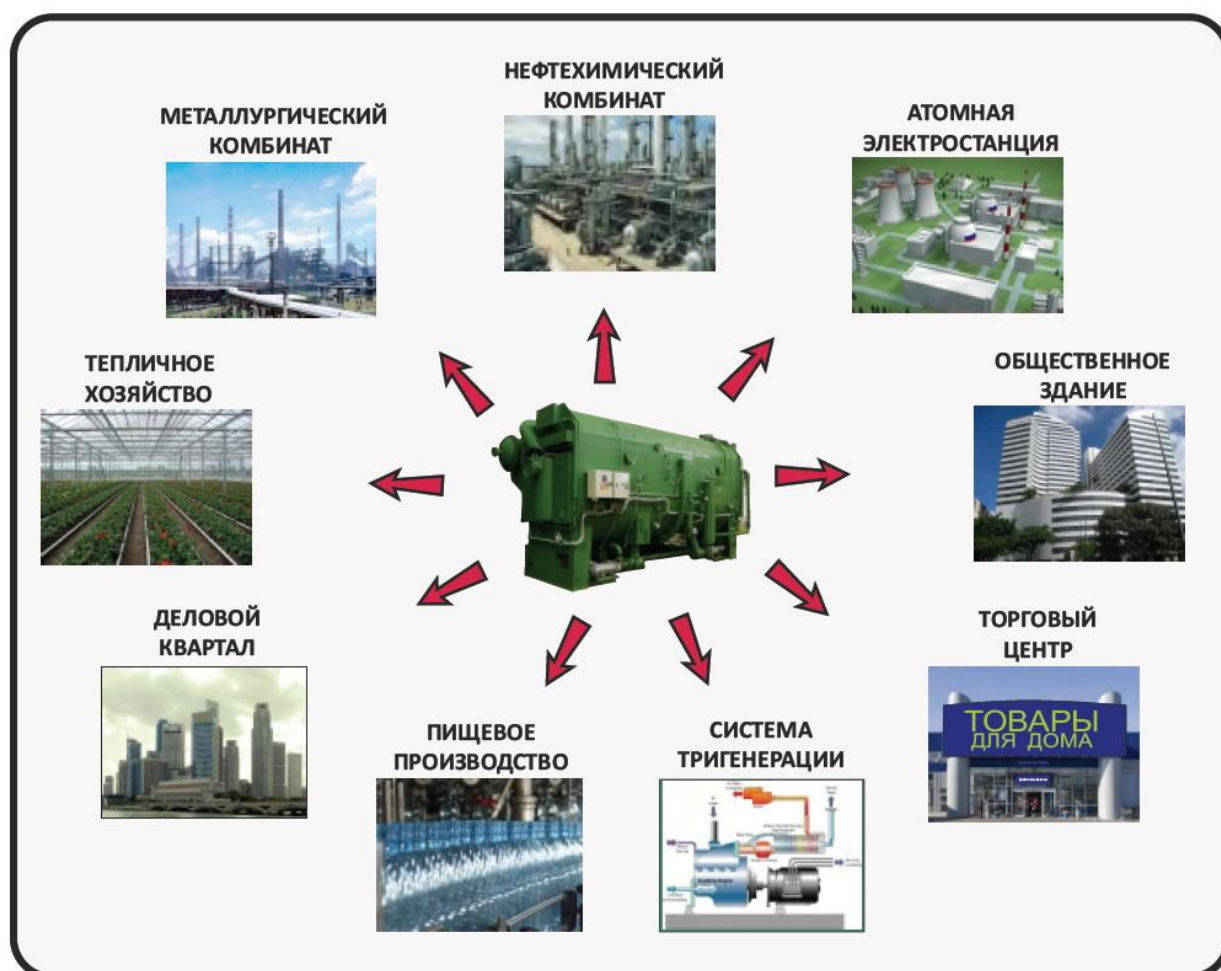 НЕФТЕХИМИЧЕСКИЙ
КОМБИНАТ
МЕТАЛЛУРГИЧЕСКИЙ
КОМБИНАТ
АТОМНАЯ
ЭЛЕКТРОСТАНЦИЯ
ТЕПЛИЧНОЕ
ХОЗЯЙСТВО
ОБЩЕСТВЕННОЕ
ЗДАНИЕ
ДЕЛОВОЙ
КВАРТАЛ
ТОРГОВЫЙ
ЦЕНТР
ТОВАРЫ
ДЛЯ ДОМА
ПИЩЕВОЕ
ПРОИЗВОДСТВО
СИСТЕМА
ТРИГЕНЕРАЦИИ